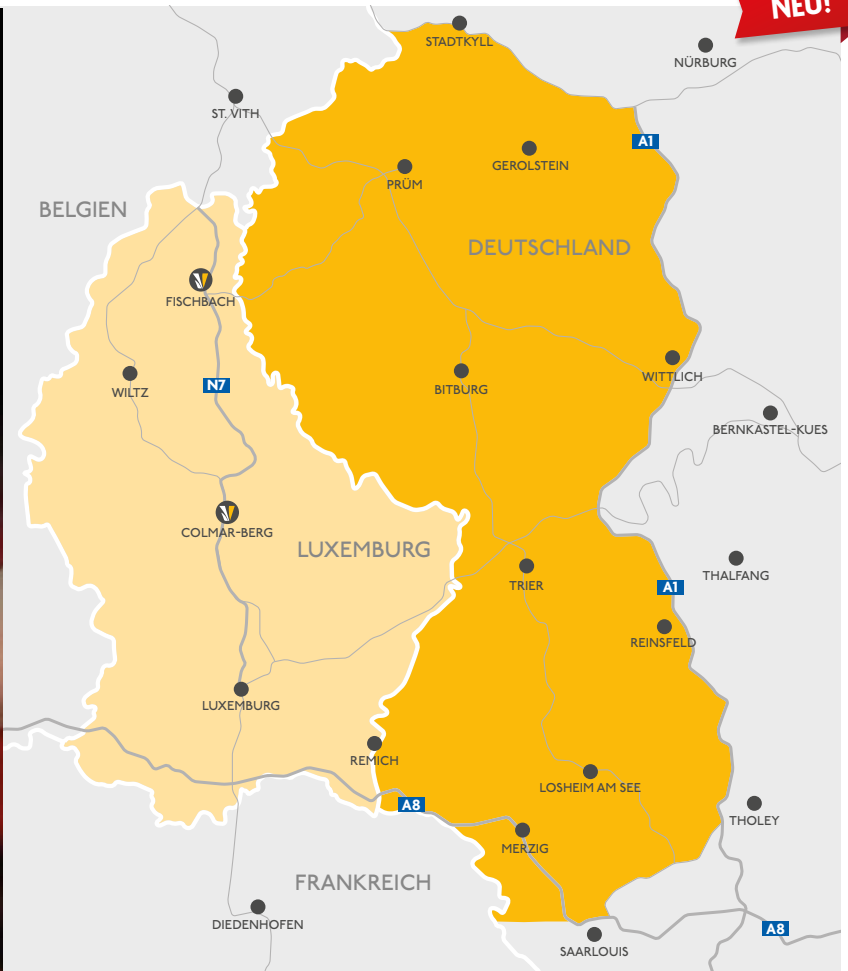 NEU!
STADTKYLL
NÜRBURG
ST. VITH
A1
GEROLSTEIN
PRÜM
BELGIEN
DEUTSCHLAND
FISCHBACH
WITTLICH
N7
WILTZ
BITBURG
BERNKASTEL-KUES
COLMAR-BERG
LUXEMBURG
THALFANG
TRIER
A1
REINSFELD
LUXEMBURG
REMICH
LOSHEIM AM SEE
A8
THOLEY
MERZIG
FRANKREICH
DIEDENHOFEN
A8
SAARLOUIS